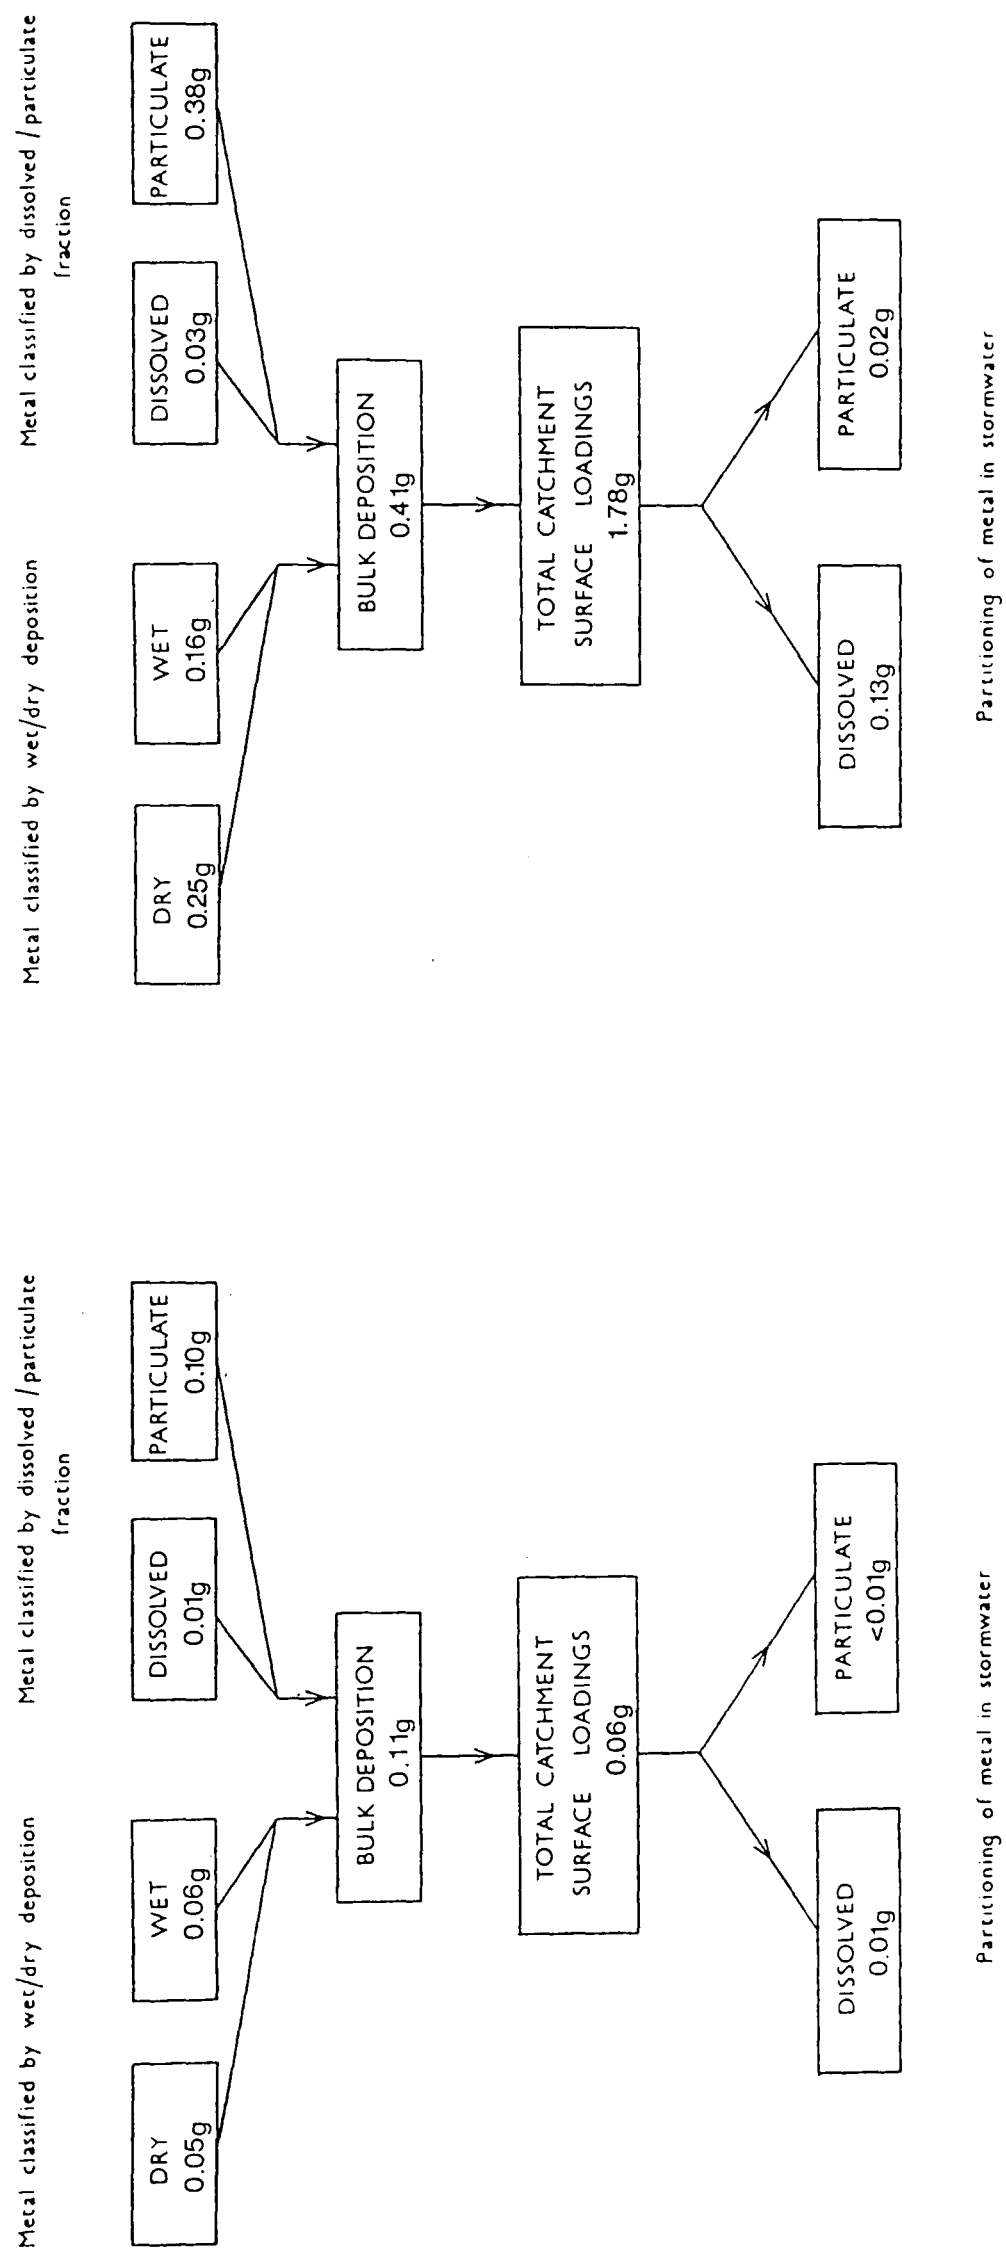 Metal classified by wet/dry deposition
Metal classified by dissolved/particulate
fraction
DRY
0.05g
WET
0.06g
DISSOLVED
0.01g
PARTICULATE
0.10g
BULK DEPOSITION
0.11g
TOTAL CATCHMENT
SURFACE LOADINGS
0.06g
DISSOLVED
0.01g
PARTICULATE
<0.01g
Partitioning of metal in stormwater
Metal classified by wet/dry deposition
Metal classified by dissolved/particulate
fraction
DRY
0.25g
WET
0.16g
DISSOLVED
0.03g
PARTICULATE
0.38g
BULK DEPOSITION
0.41g
TOTAL CATCHMENT
SURFACE LOADINGS
1.78g
DISSOLVED
0.13g
PARTICULATE
0.02g
Partitioning of metal in stormwater